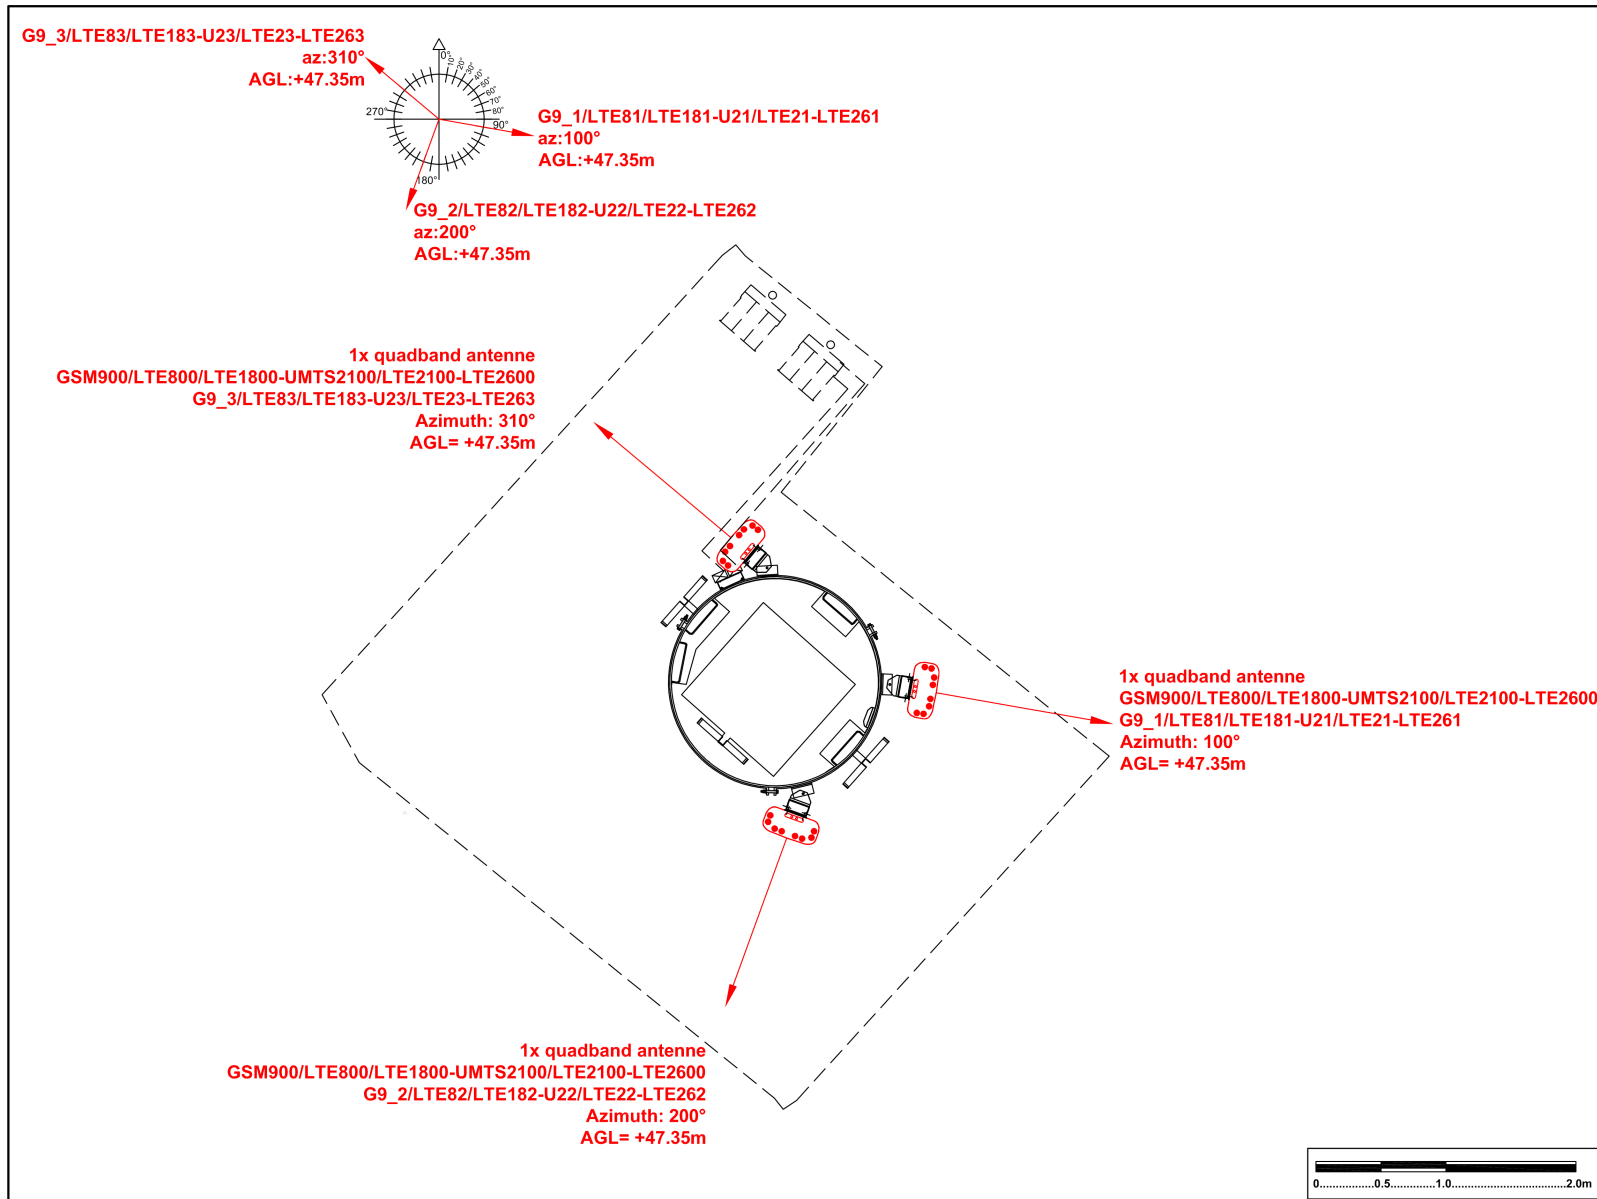 G9_3/LTE83/LTE183-U23/LTE23-LTE263
az:310°
AGL:+47.35m
0°
10°
20°
30°
40°
50°
60°
70°
80°
90°
180°
270°
G9_1/LTE81/LTE181-U21/LTE21-LTE261
az:100°
AGL:+47.35m
G9_2/LTE82/LTE182-U22/LTE22-LTE262
az:200°
AGL:+47.35m
1x quadband antenne
GSM900/LTE800/LTE1800-UMTS2100/LTE2100-LTE2600
G9_3/LTE83/LTE183-U23/LTE23-LTE263
Azimuth: 310°
AGL= +47.35m
1x quadband antenne
GSM900/LTE800/LTE1800-UMTS2100/LTE2100-LTE2600
G9_1/LTE81/LTE181-U21/LTE21-LTE261
Azimuth: 100°
AGL= +47.35m
1x quadband antenne
GSM900/LTE800/LTE1800-UMTS2100/LTE2100-LTE2600
G9_2/LTE82/LTE182-U22/LTE22-LTE262
Azimuth: 200°
AGL= +47.35m
0...............0.5............1.0..............................2.0m